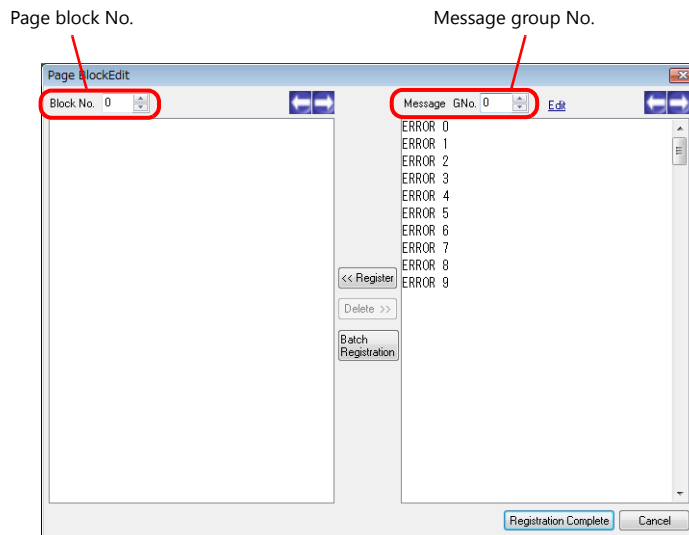 Page block No.
Message group No.
Page BlockEdit
Block No. 0
Message GNo. 0 Edit
ERROR 0
ERROR 1
ERROR 2
ERROR 3
ERROR 4
ERROR 5
ERROR 6
ERROR 7
ERROR 8
ERROR 9
<< Register
Delete >>
Batch
Registration
Registration Complete
Cancel